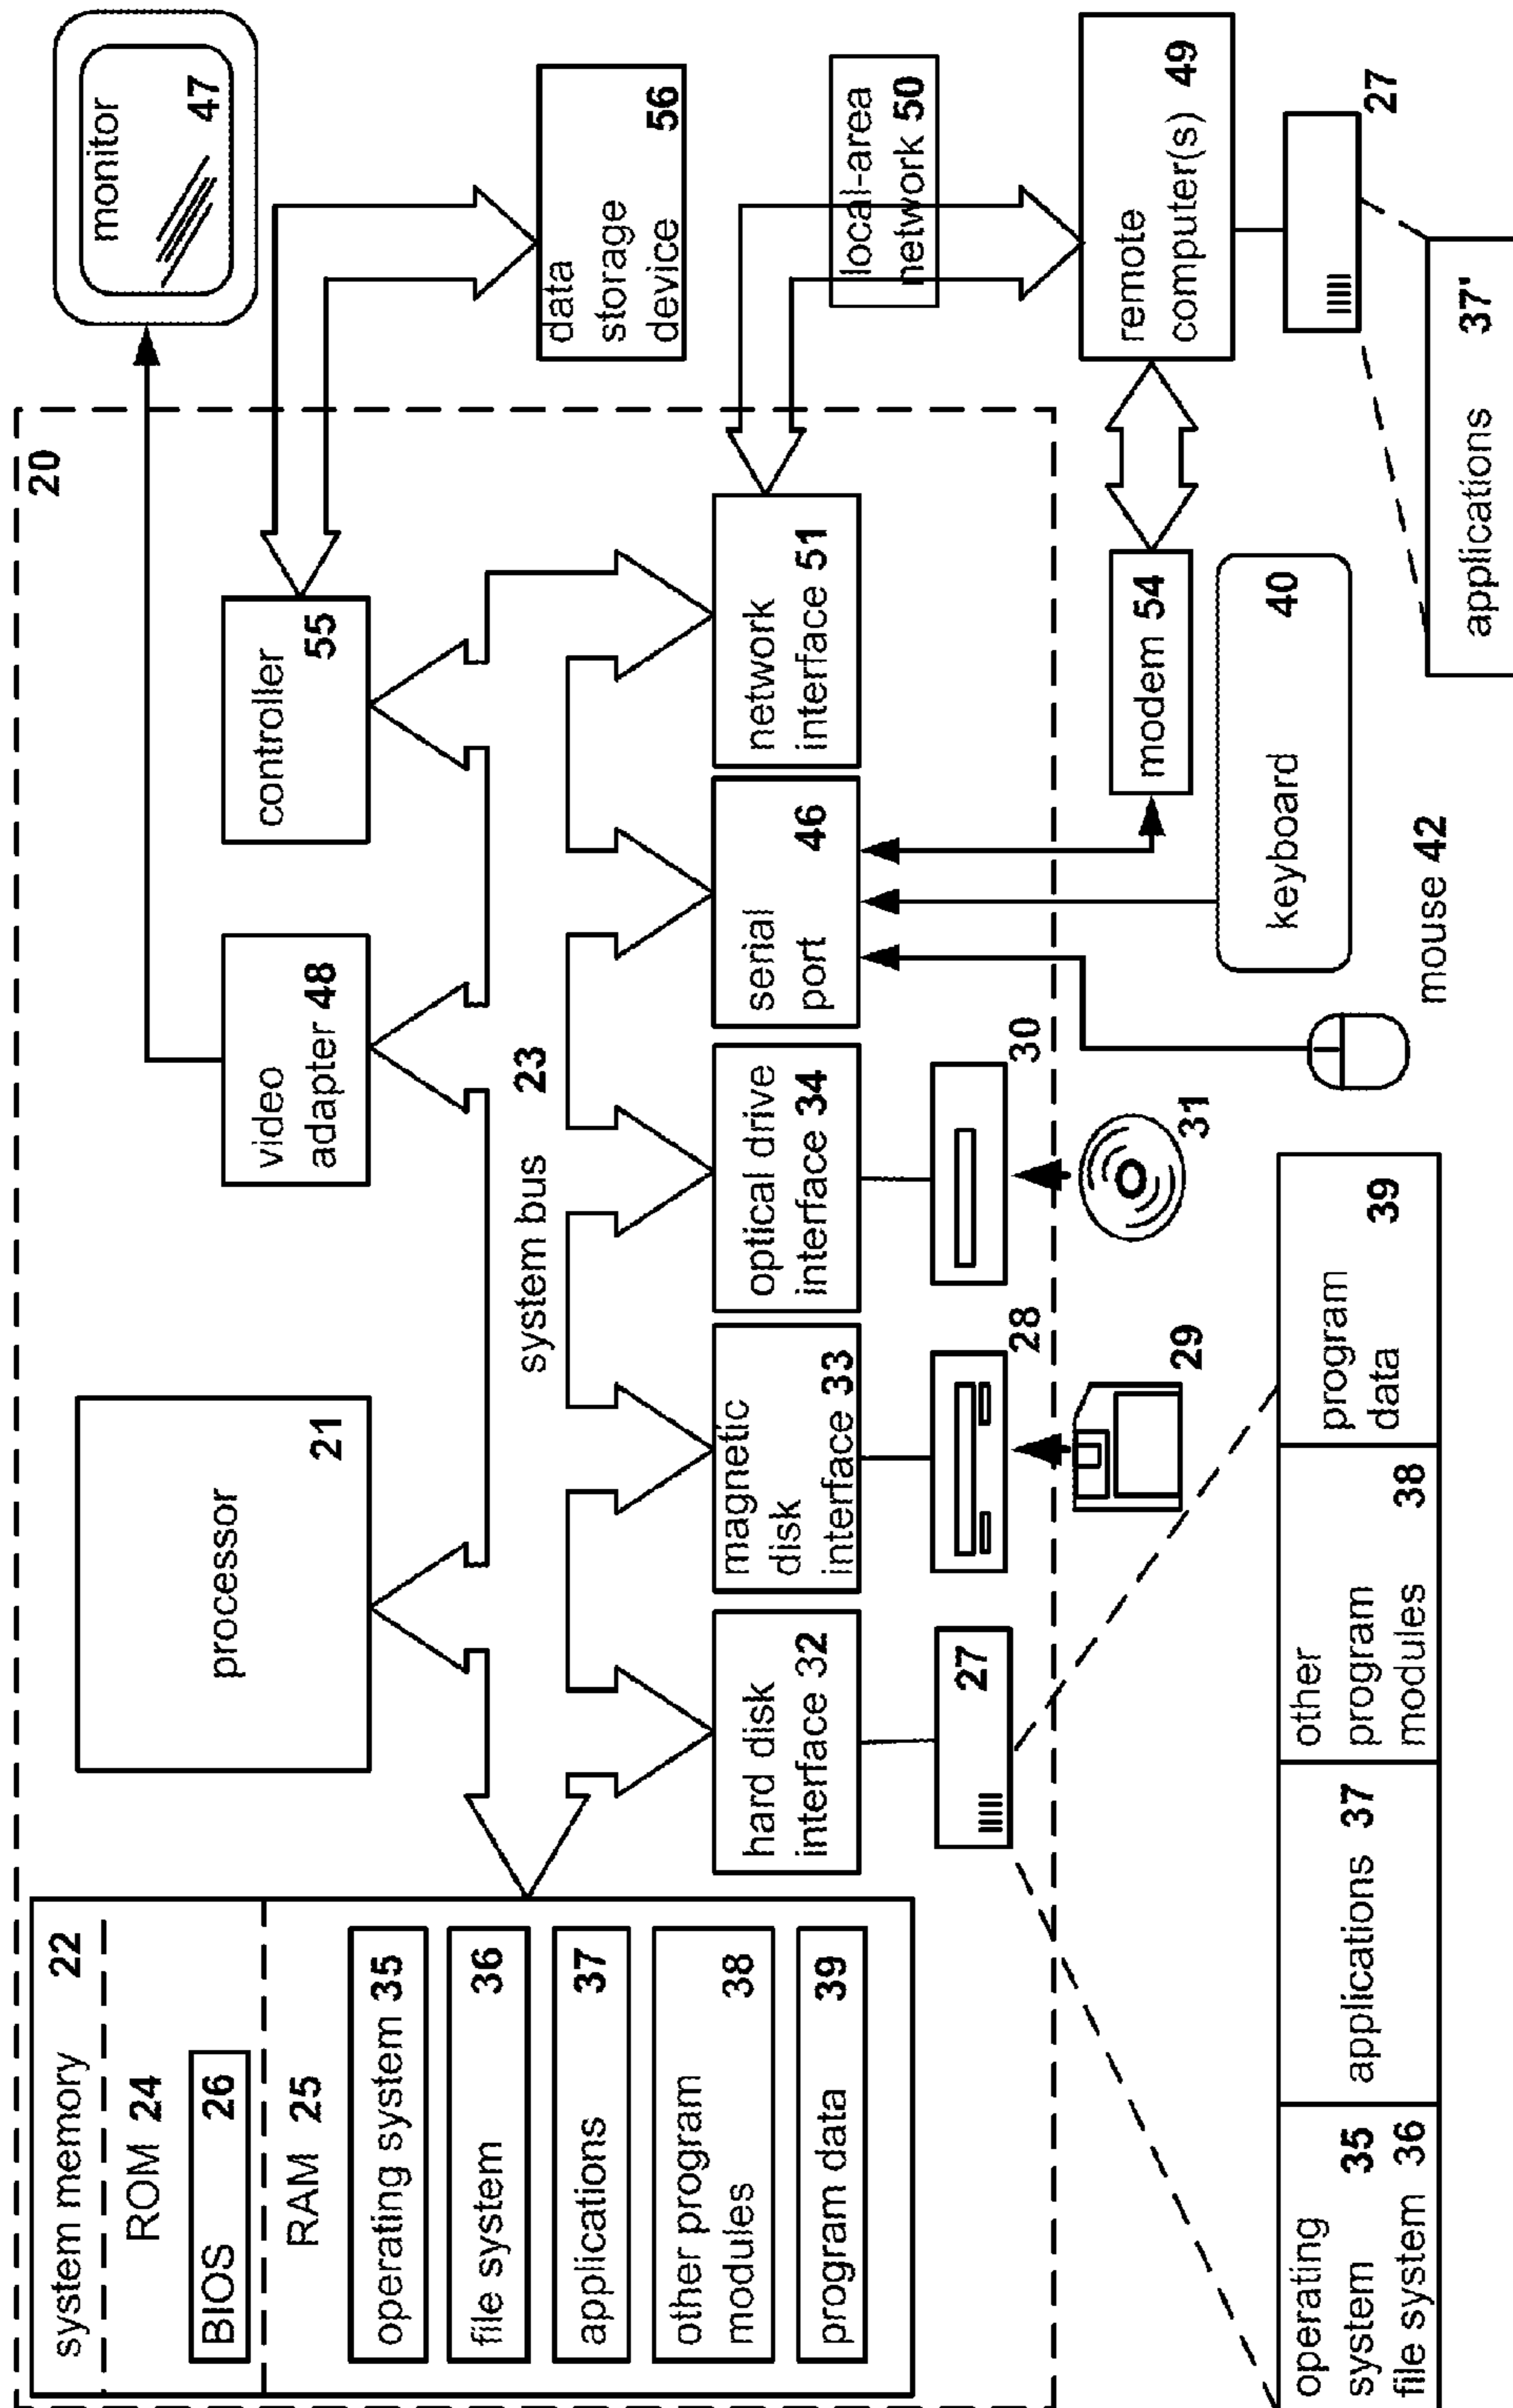 20
system memory 22
ROM 24
BIOS 26
RAM 25
operating system 35
file system 36
applications 37
other program
modules 38
program data 39
processor
21
video
adapter 48
controller
55
monitor
47
system bus 23
data
storage
device 56
hard disk
interface 32
magnetic
disk
interface 33
optical drive
interface 34
serial
port 46
network
interface 51
local-area
network 50
27
28
30
29
31
modem 54
remote
computer(s) 49
keyboard 40
mouse 42
27
operating
system 35
file system 36
applications 37
other
program
modules 38
program
data 39
applications 37'